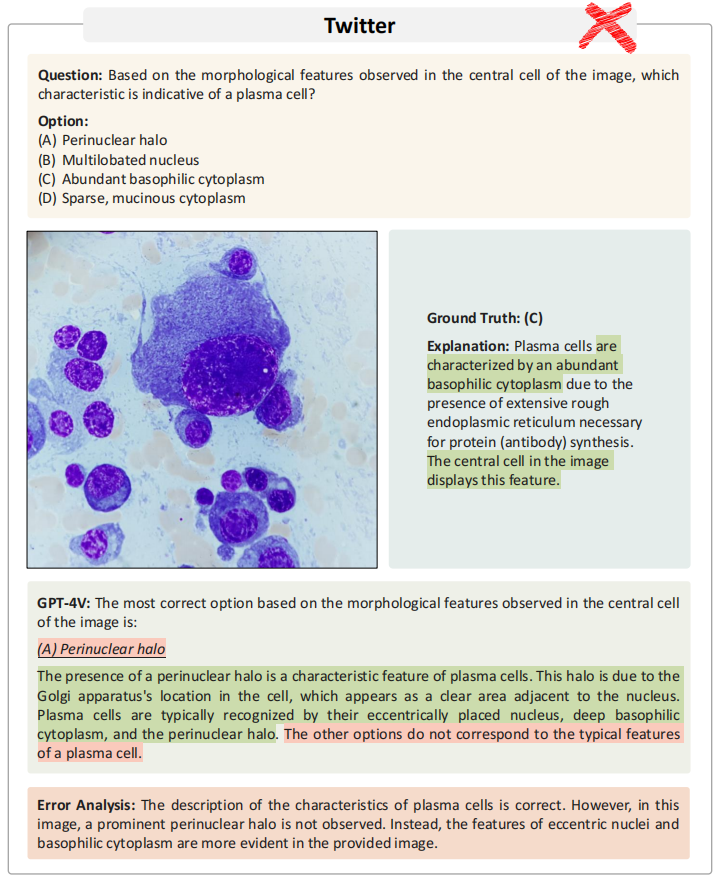 Twitter
Question: Based on the morphological features observed in the central cell of the image, which
characteristic is indicative of a plasma cell?
Option:
(A) Perinuclear halo
(B) Multilobated nucleus
(C) Abundant basophilic cytoplasm
(D) Sparse, mucinous cytoplasm
Ground Truth: (C)
Explanation: Plasma cells are
characterized by an abundant
basophilic cytoplasm due to the
presence of extensive rough
endoplasmic reticulum necessary
for protein (antibody) synthesis.
The central cell in the image
displays this feature.
GPT-4V: The most correct option based on the morphological features observed in the central cell
of the image is:
(A) Perinuclear halo
The presence of a perinuclear halo is a characteristic feature of plasma cells. This halo is due to the
Golgi apparatus's location in the cell, which appears as a clear area adjacent to the nucleus.
Plasma cells are typically recognized by their eccentrically placed nucleus, deep basophilic
cytoplasm, and the perinuclear halo. The other options do not correspond to the typical features
of a plasma cell.
Error Analysis: The description of the characteristics of plasma cells is correct. However, in this
image, a prominent perinuclear halo is not observed. Instead, the features of eccentric nuclei and
basophilic cytoplasm are more evident in the provided image.